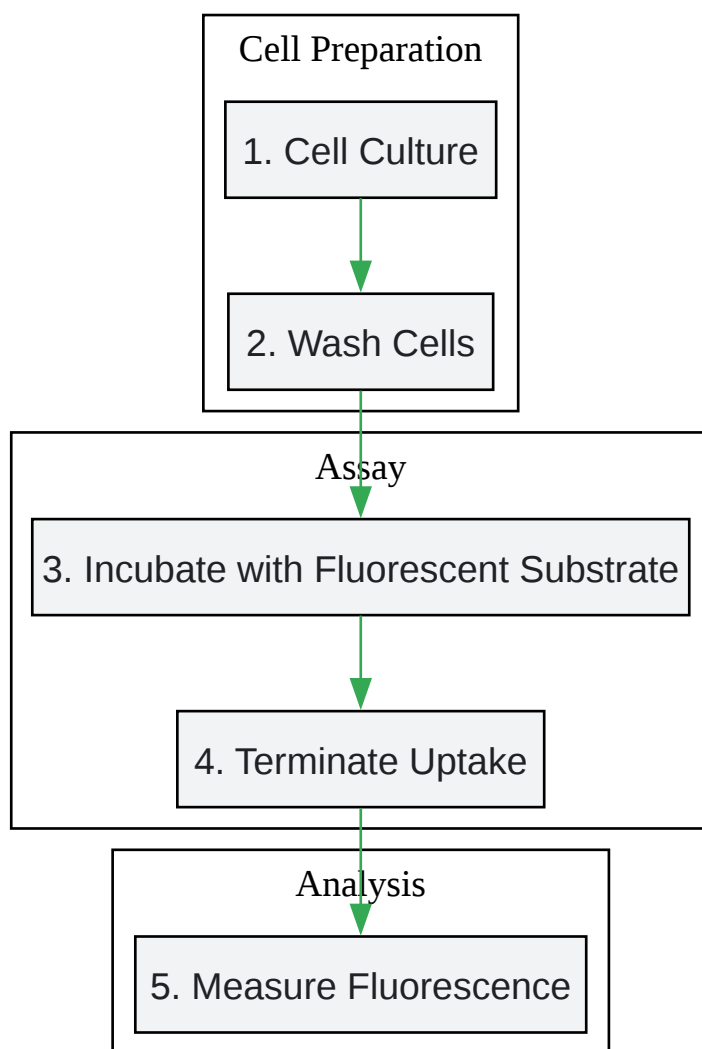 Cell Preparation
1. Cell Culture
2. Wash Cells
Assay
3. Incubate with Fluorescent Substrate
4. Terminate Uptake
Analysis
5. Measure Fluorescence